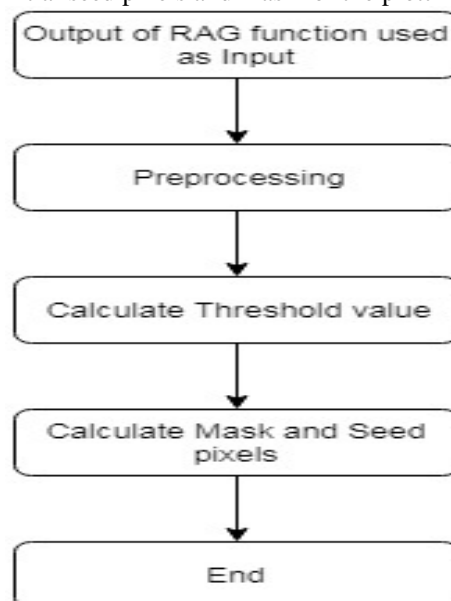 Output of RAG function used
as Input
Preprocessing
Calculate Threshold value
Calculate Mask and Seed
pixels
End